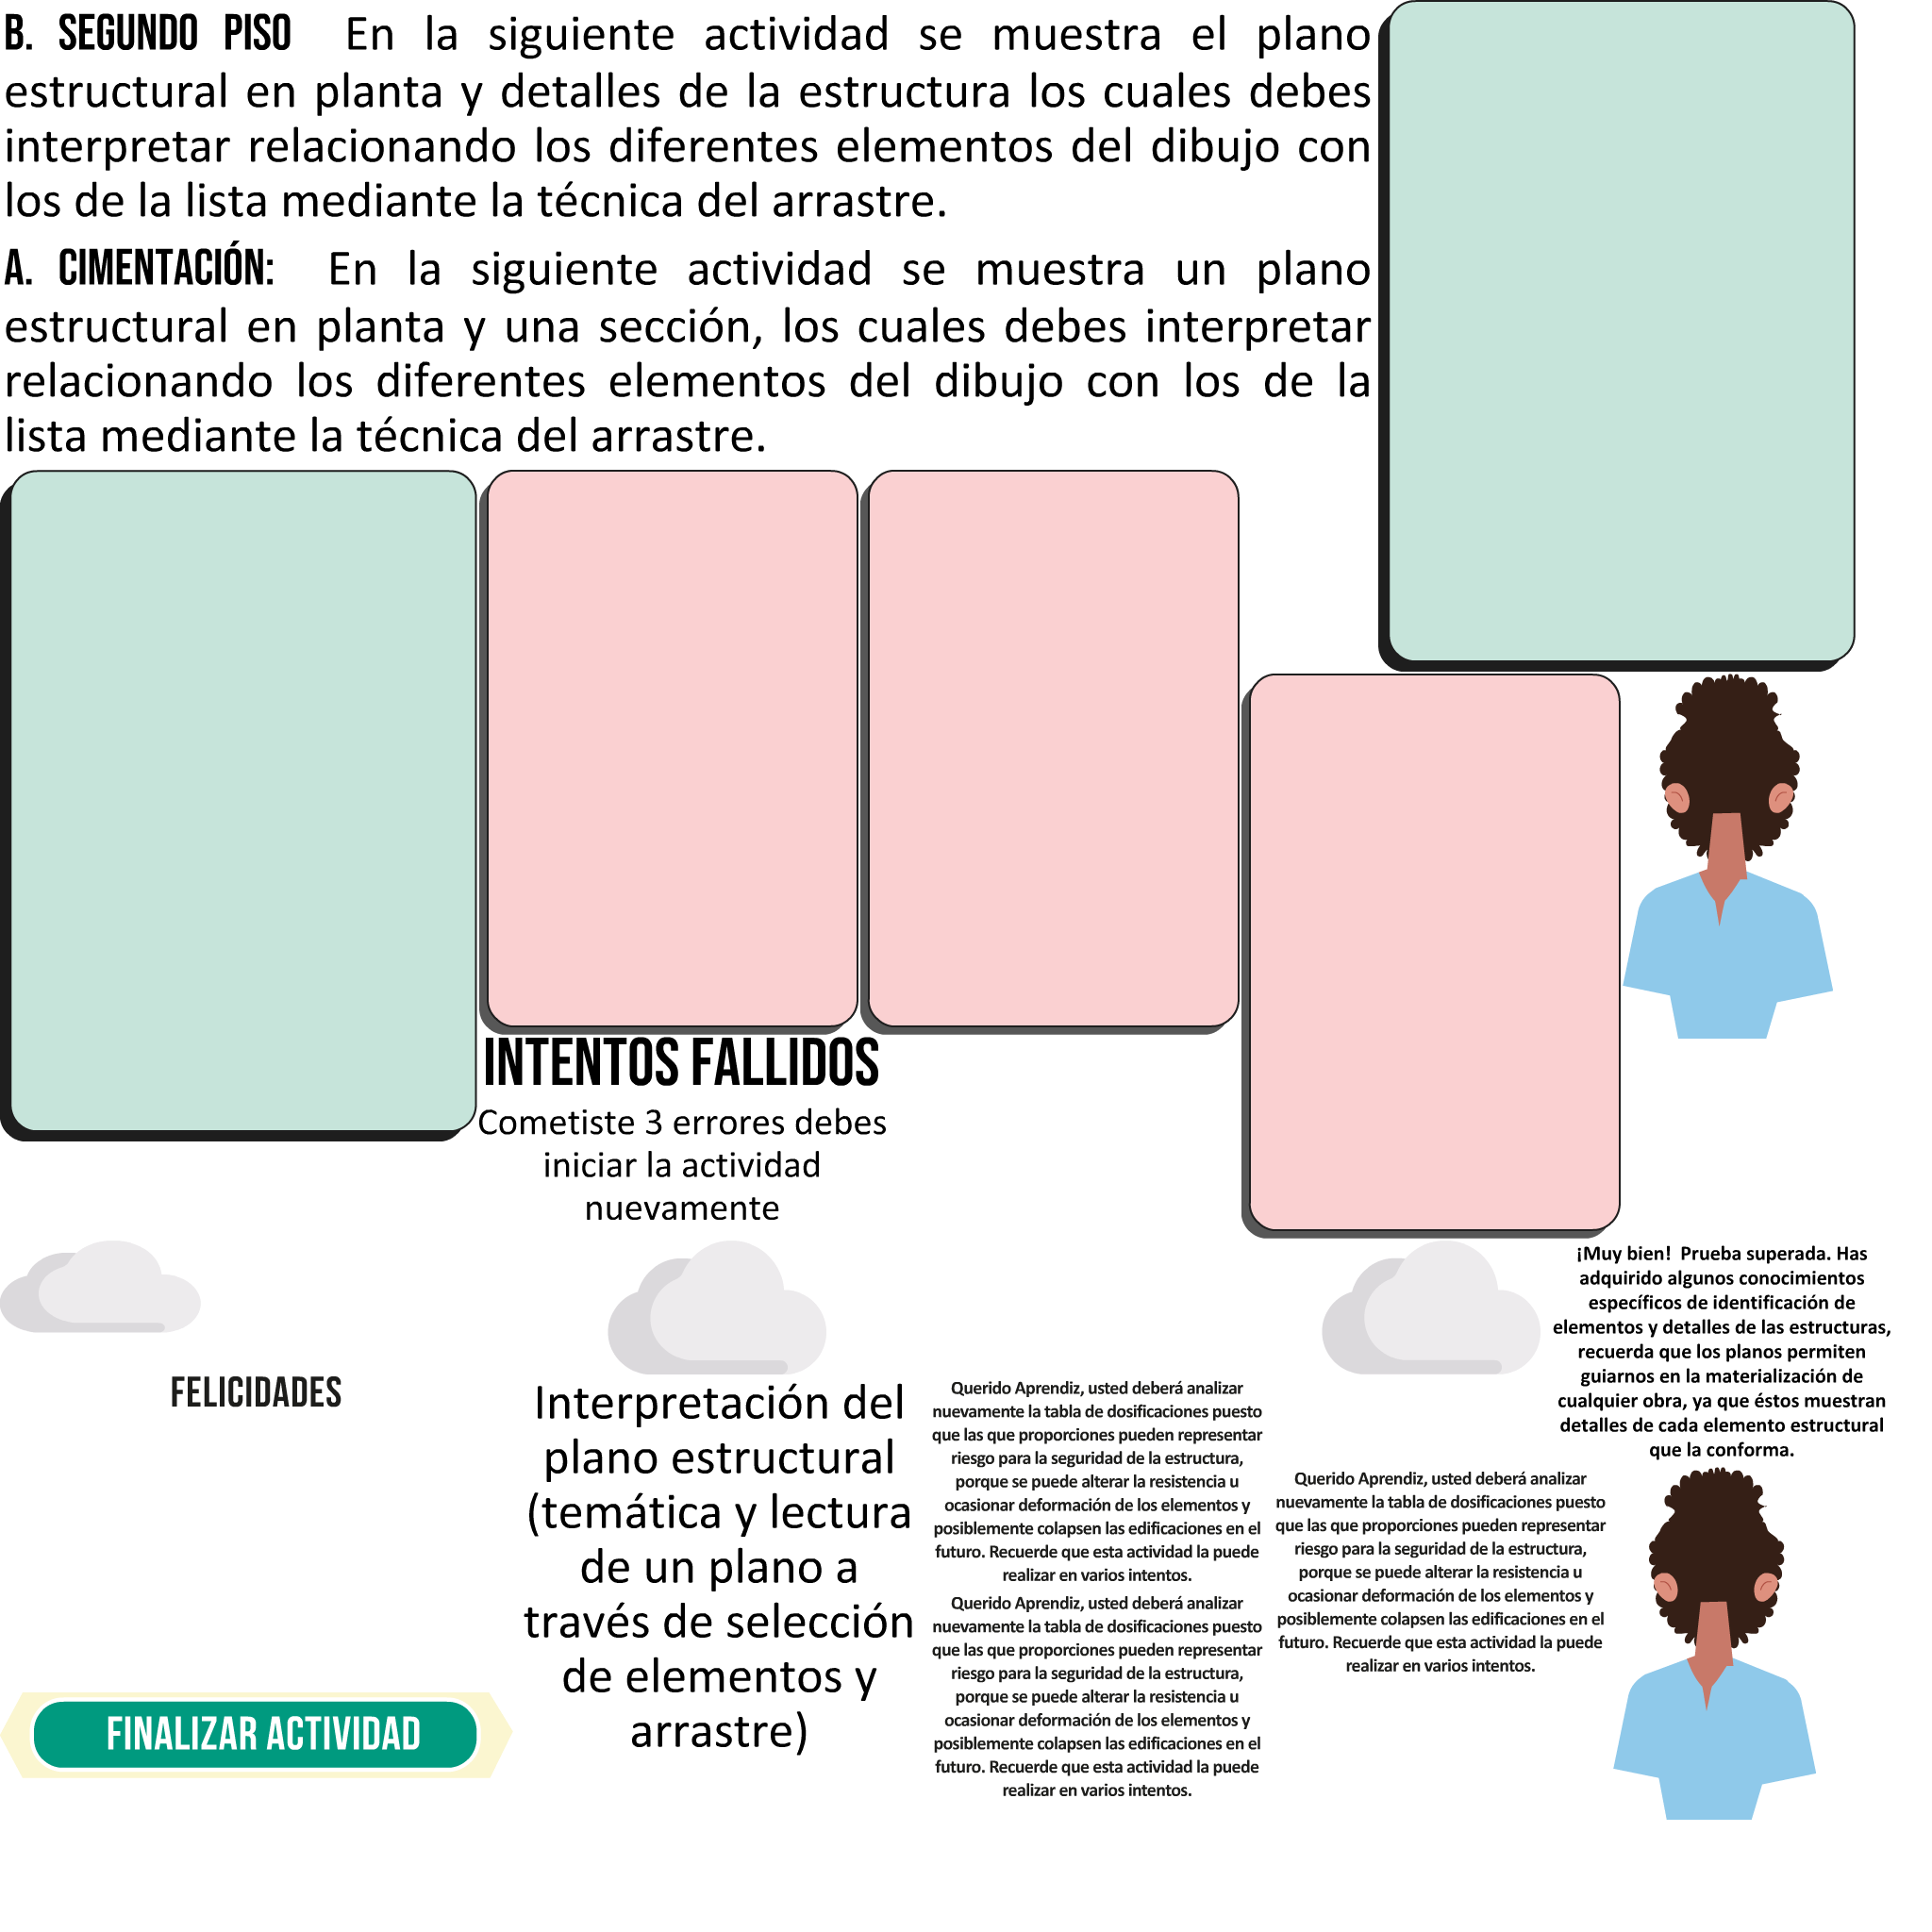 B. SEGUNDO PISO En la siguiente actividad se muestra el plano
estructural en planta y detalles de la estructura los cuales debes
interpretar relacionando los diferentes elementos del dibujo con
los de la lista mediante la técnica del arrastre.
A. CIMENTACIÓN: En la siguiente actividad se muestra un plano
estructural en planta y una sección, los cuales debes interpretar
relacionando los diferentes elementos del dibujo con los de la
lista mediante la técnica del arrastre.
INTENTOS FALLIDOS
Cometiste 3 errores debes
iniciar la actividad
nuevamente
¡Muy bien! Prueba superada. Has
adquirido algunos conocimientos
específicos de identificación de
elementos y detalles de las estructuras,
recuerda que los planos permiten
guiarnos en la materialización de
cualquier obra, ya que éstos muestran
detalles de cada elemento estructural
que la conforma.
FELICIDADES
Interpretación del
plano estructural
(temática y lectura
de un plano a
través de selección
de elementos y
arrastre)
Querido Aprendiz, usted deberá analizar
nuevamente la tabla de dosificaciones puesto
que las que proporciones pueden representar
riesgo para la seguridad de la estructura,
porque se puede alterar la resistencia u
ocasionar deformación de los elementos y
posiblemente colapsen las edificaciones en el
futuro. Recuerde que esta actividad la puede
realizar en varios intentos.
Querido Aprendiz, usted deberá analizar
nuevamente la tabla de dosificaciones puesto
que las que proporciones pueden representar
riesgo para la seguridad de la estructura,
porque se puede alterar la resistencia u
ocasionar deformación de los elementos y
posiblemente colapsen las edificaciones en el
futuro. Recuerde que esta actividad la puede
realizar en varios intentos.
Querido Aprendiz, usted deberá analizar
nuevamente la tabla de dosificaciones puesto
que las que proporciones pueden representar
riesgo para la seguridad de la estructura,
porque se puede alterar la resistencia u
ocasionar deformación de los elementos y
posiblemente colapsen las edificaciones en el
futuro. Recuerde que esta actividad la puede
realizar en varios intentos.
FINALIZAR ACTIVIDAD